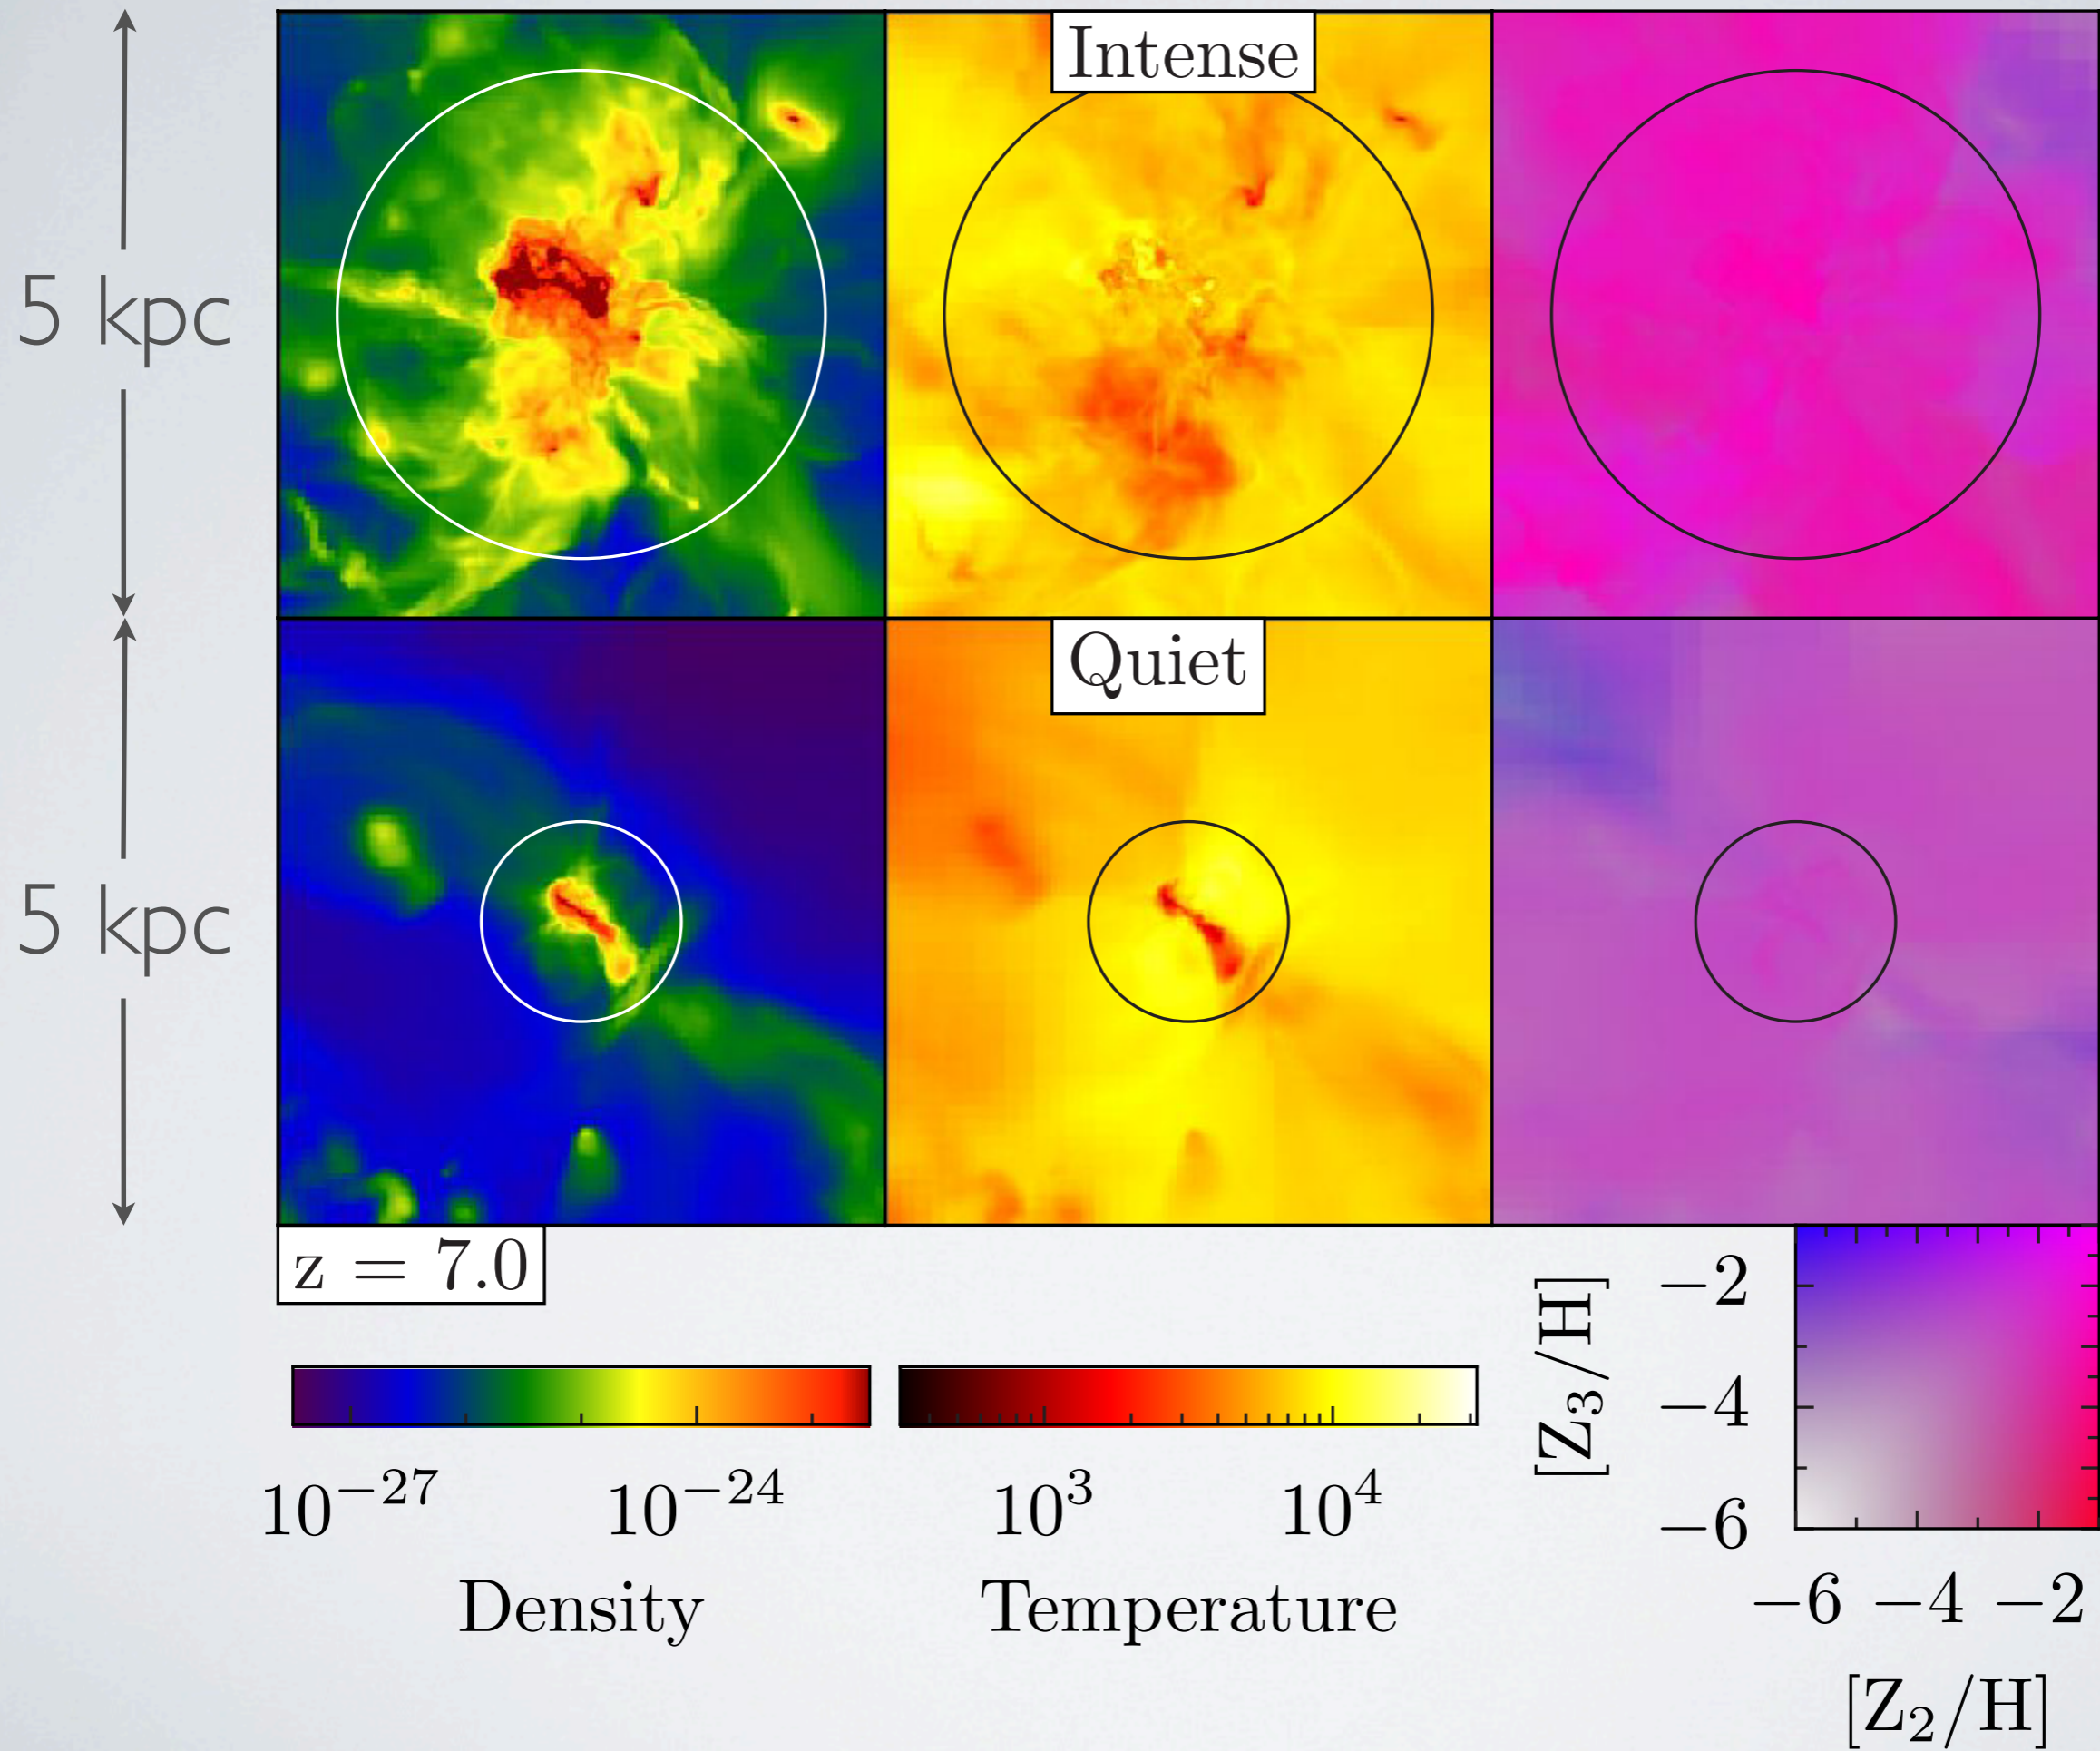 Intense
5 kpc
Quiet
5 kpc
z = 7.0
10⁻²⁷ 10⁻²⁴
Density
10³ 10⁴
Temperature
[Z₃/H]
−2
−4
−6
−6 −4 −2
[Z₂/H]